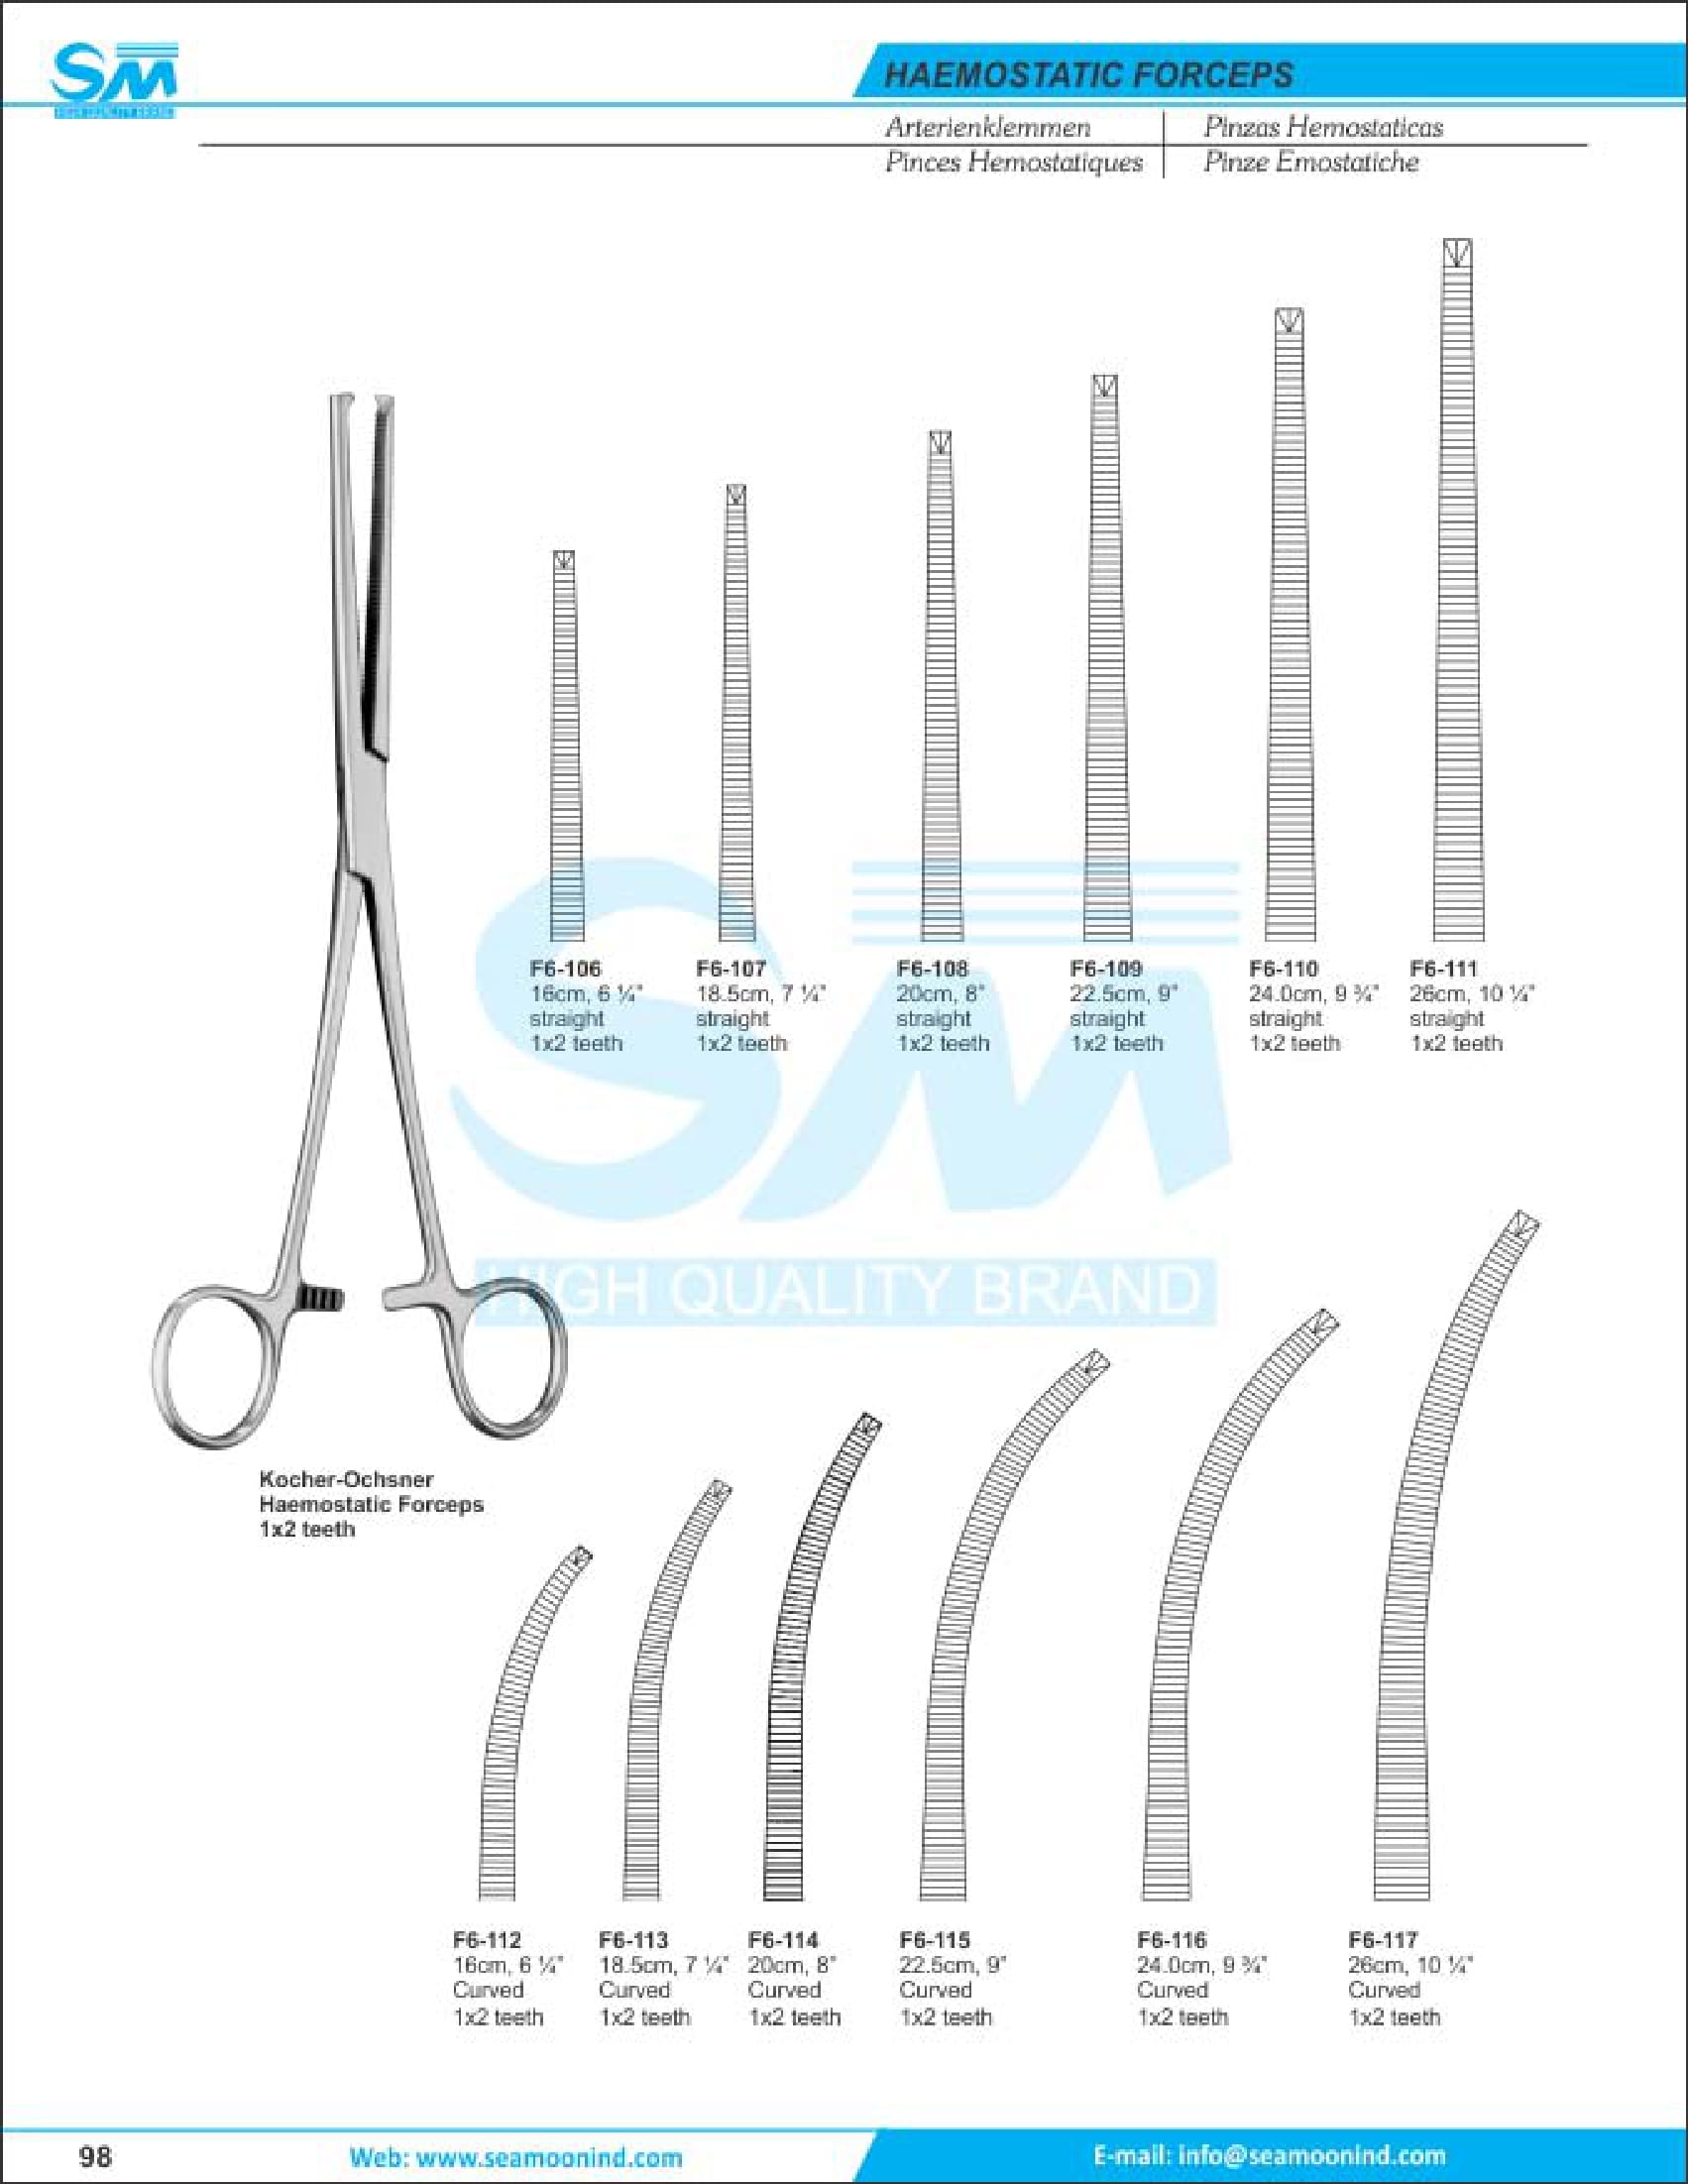 SM
HAEMOSTATIC FORCEPS
Arterienklemmen
Pinzas Hemostaticas
Pinces Hemostatiques
Pinze Emostatiche
F6-106
16cm, 6 ¼"
straight
1x2 teeth
F6-107
18.5cm, 7 ¼"
straight
1x2 teeth
F6-108
20cm, 8"
straight
1x2 teeth
F6-109
22.5cm, 9"
straight
1x2 teeth
F6-110
24.0cm, 9 ¾"
straight
1x2 teeth
F6-111
26cm, 10 ¼"
straight
1x2 teeth
SM
HIGH QUALITY BRAND
Kocher-Ochsner
Haemostatic Forceps
1x2 teeth
F6-112
16cm, 6 ¼"
Curved
1x2 teeth
F6-113
18.5cm, 7 ¼"
Curved
1x2 teeth
F6-114
20cm, 8"
Curved
1x2 teeth
F6-115
22.5cm, 9"
Curved
1x2 teeth
F6-116
24.0cm, 9 ¾"
Curved
1x2 teeth
F6-117
26cm, 10 ¼"
Curved
1x2 teeth
98
Web: www.seamoonind.com
E-mail: info@seamoonind.com